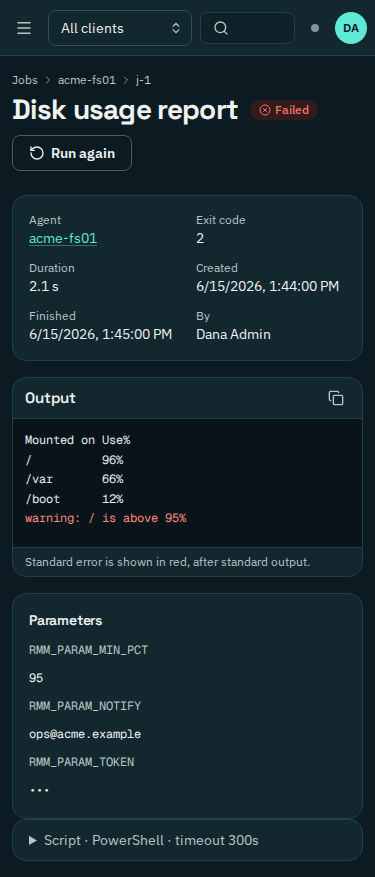 All clients
DA
Jobs > acme-fs01 > j-1
Disk usage report
Failed
Run again
Agent
acme-fs01
Exit code
2
Duration
2.1 s
Created
6/15/2026, 1:44:00 PM
Finished
6/15/2026, 1:45:00 PM
By
Dana Admin
Output
Mounted on Use%
/ 96%
/var 66%
/boot 12%
warning: / is above 95%
Standard error is shown in red, after standard output.
Parameters
RMM_PARAM_MIN_PCT
95
RMM_PARAM_NOTIFY
ops@acme.example
RMM_PARAM_TOKEN
•••
Script · PowerShell · timeout 300s